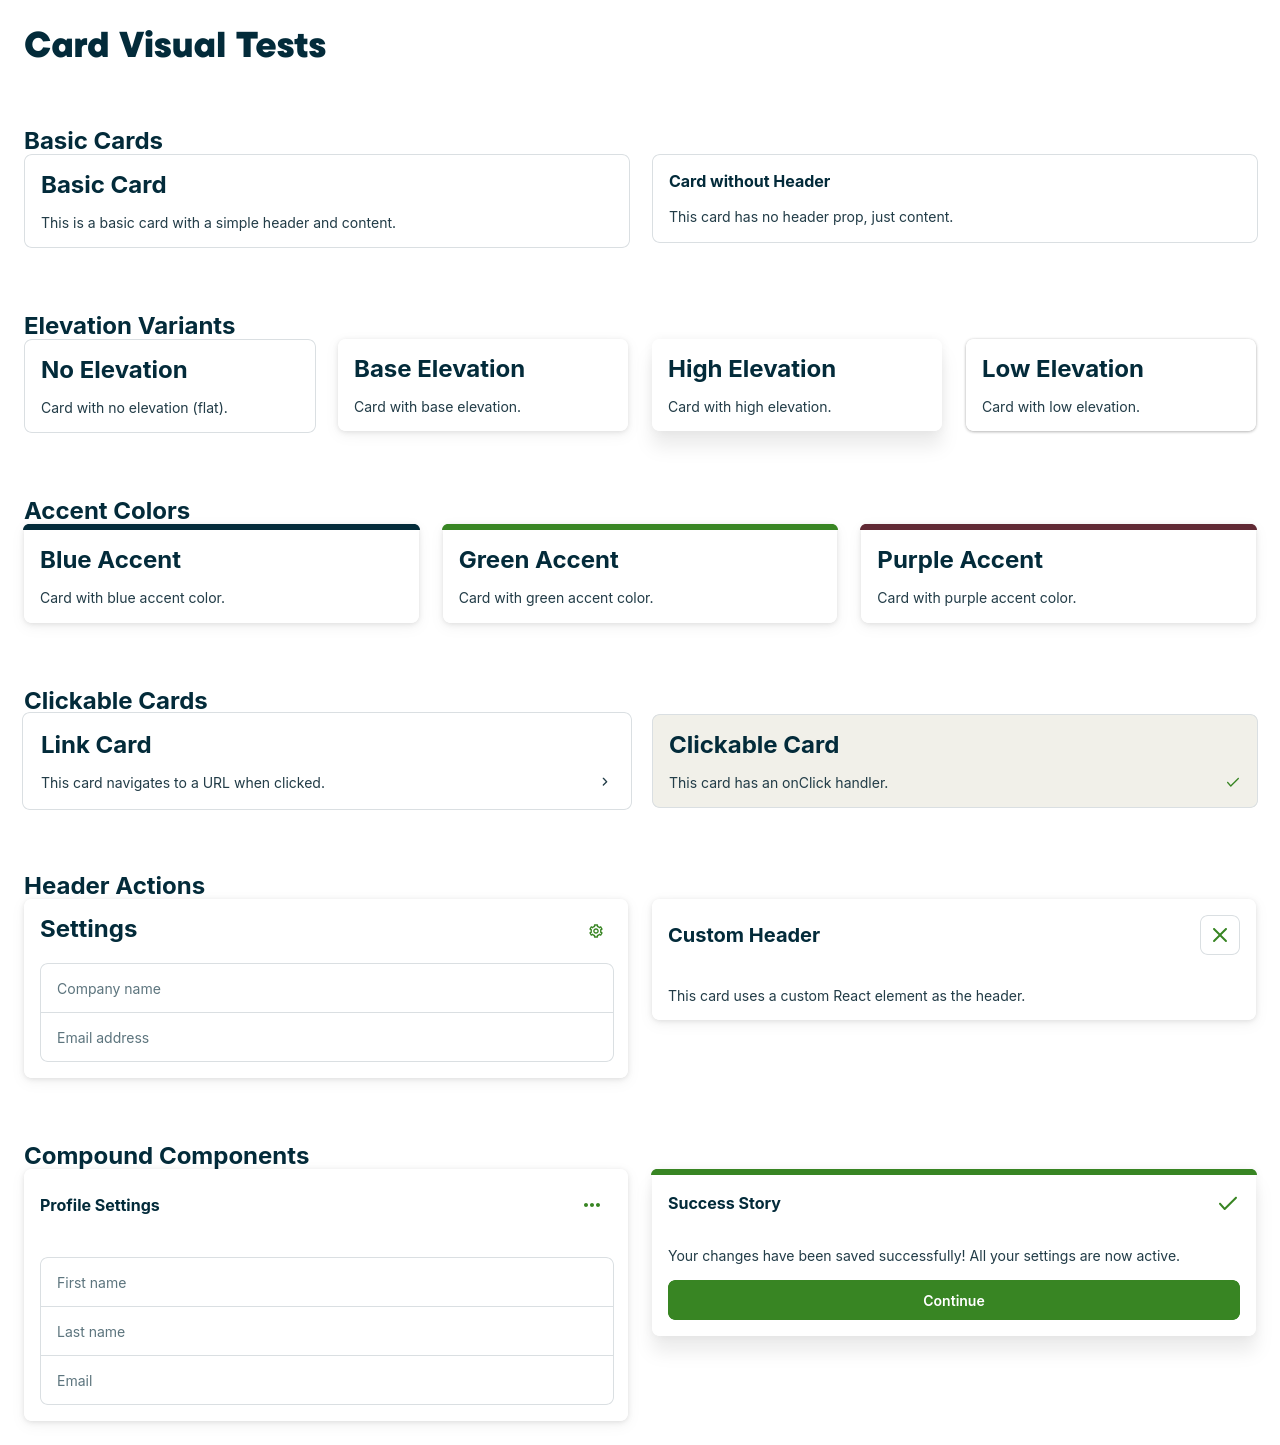 Card Visual Tests
Basic Cards
Basic Card
This is a basic card with a simple header and content.
Card without Header
This card has no header prop, just content.
Elevation Variants
No Elevation
Card with no elevation (flat).
Base Elevation
Card with base elevation.
High Elevation
Card with high elevation.
Low Elevation
Card with low elevation.
Accent Colors
Blue Accent
Card with blue accent color.
Green Accent
Card with green accent color.
Purple Accent
Card with purple accent color.
Clickable Cards
Link Card
This card navigates to a URL when clicked.
Clickable Card
This card has an onClick handler.
Header Actions
Settings
Company name
Email address
Custom Header
This card uses a custom React element as the header.
Compound Components
Profile Settings
First name
Last name
Email
Success Story
Your changes have been saved successfully! All your settings are now active.
Continue